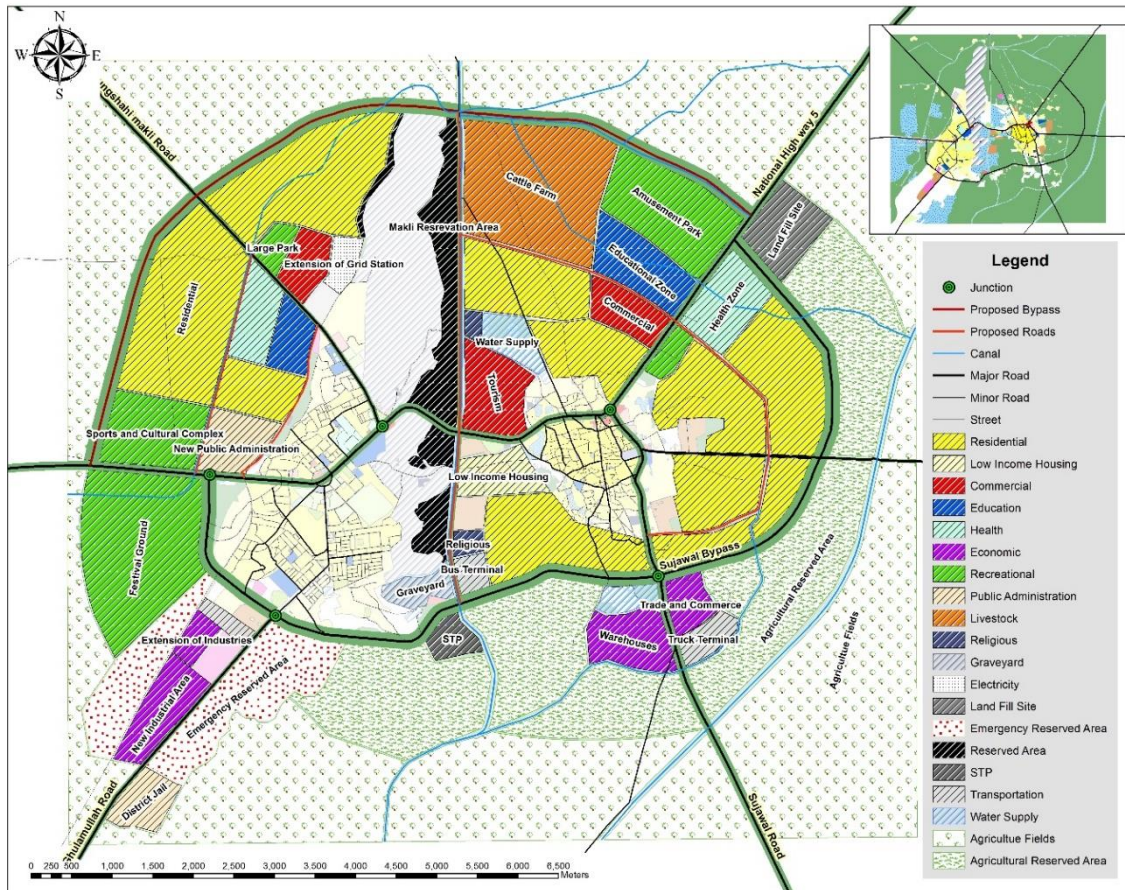 N
W E
S
ngshahi makli Road
National High way 5
Cattle Farm
Amusement Park
Land Fill Site
Makli Resrevation Area
Large Park
Educational Zone
Extension of Grid Station
Health Zone
Residential
Commercial
Water Supply
Tourism
Sports and Cultural Complex
New Public Administration
Low Income Housing
Festival Ground
Religious
Sujawal Bypass
Bus Terminal
Graveyard
Agricultural Reserved Area
Trade and Commerce
Extension of Industries
STP
Warehouses
Truck Terminal
Agricultue Fields
Emergency Reserved Area
New Industrial Area
District Jail
Ghulamullah Road
Sujawal Road
0 250 500 1,000 1,500 2,000 2,500 3,000 3,500 4,000 4,500 5,000 5,500 6,000 6,500
Meters
Legend
Junction
Proposed Bypass
Proposed Roads
Canal
Major Road
Minor Road
Street
Residential
Low Income Housing
Commercial
Education
Health
Economic
Recreational
Public Administration
Livestock
Religious
Graveyard
Electricity
Land Fill Site
Emergency Reserved Area
Reserved Area
STP
Transportation
Water Supply
Agricultue Fields
Agricultural Reserved Area